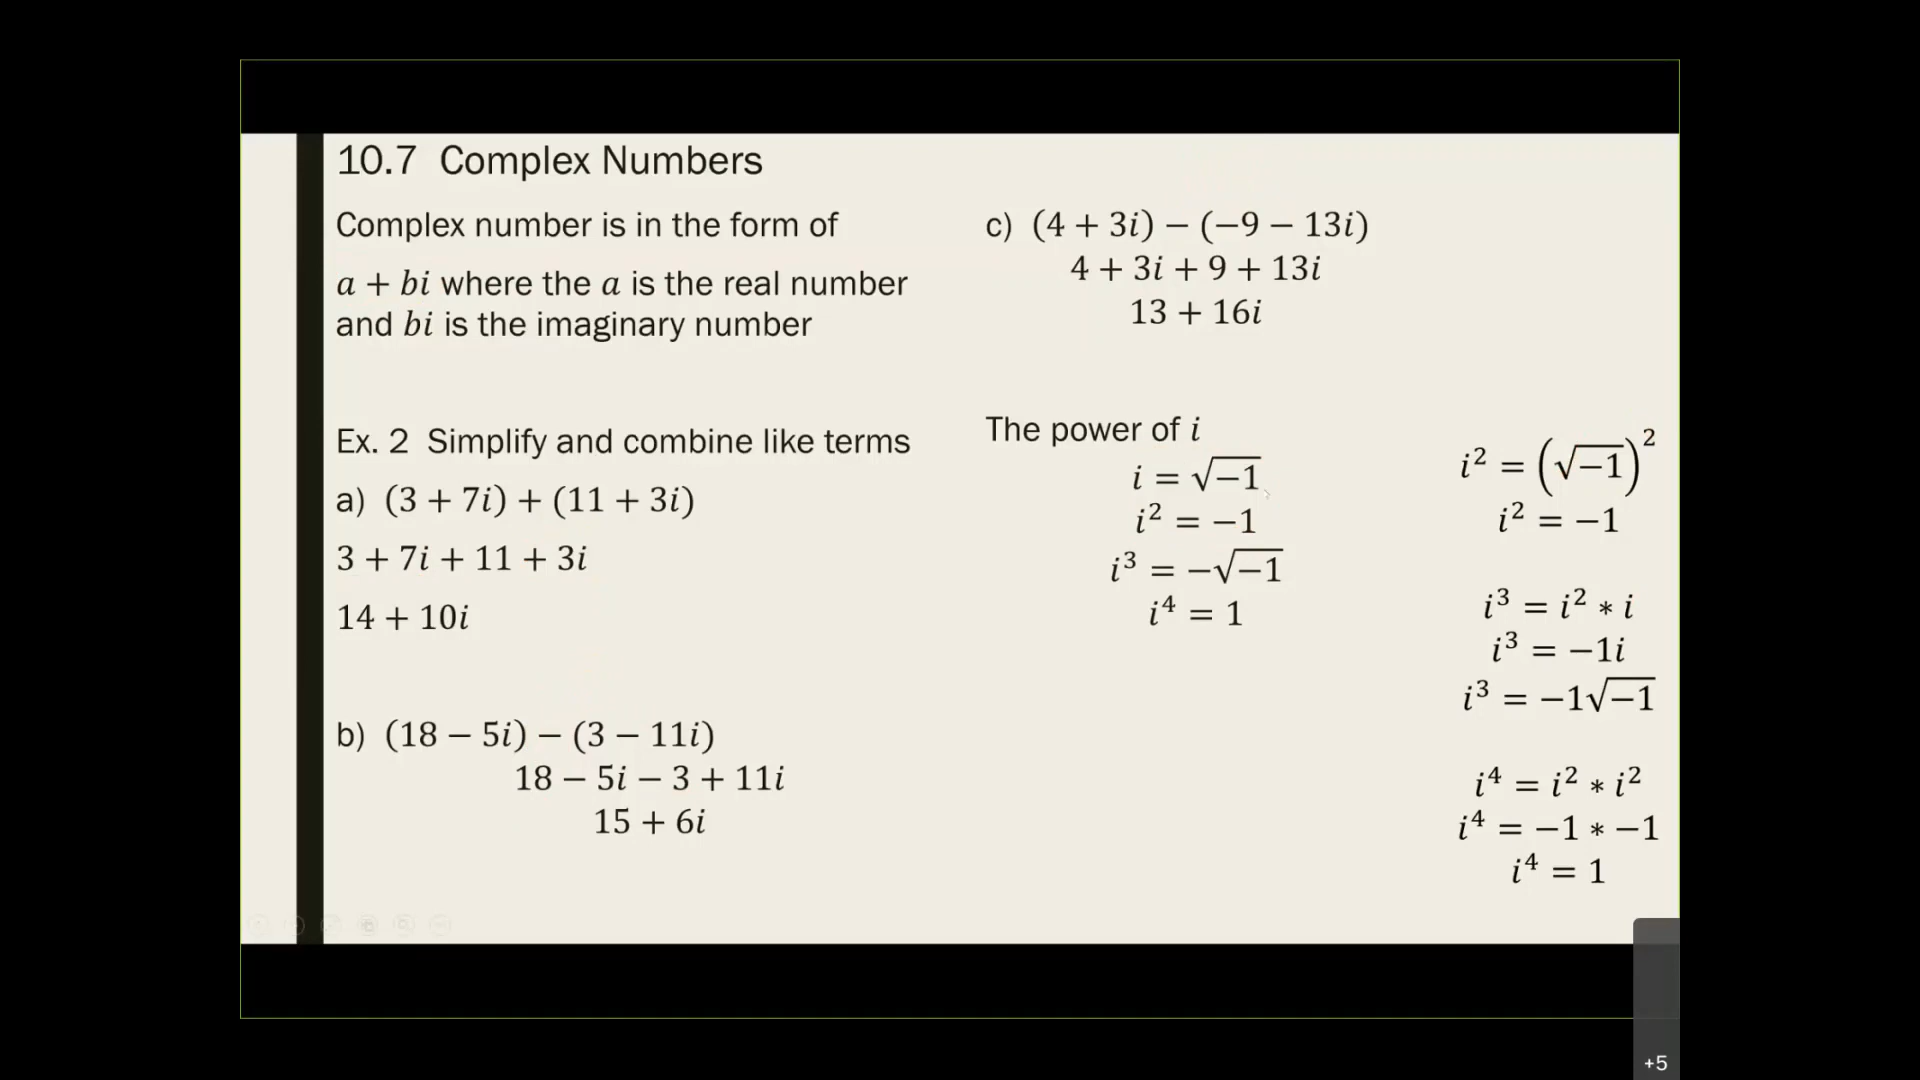 10.7 Complex Numbers
Complex number is in the form of
a + bi where the a is the real number
and bi is the imaginary number
Ex. 2 Simplify and combine like terms
a) (3 + 7i) + (11 + 3i)
3 + 7i + 11 + 3i
14 + 10i
b) (18 − 5i) − (3 − 11i)
18 − 5i − 3 + 11i
15 + 6i
c) (4 + 3i) − (−9 − 13i)
4 + 3i + 9 + 13i
13 + 16i
The power of i
i = √−1
i² = −1
i³ = −√−1
i⁴ = 1
i² = (√−1)²
i² = −1
i³ = i² * i
i³ = −1i
i³ = −1√−1
i⁴ = i² * i²
i⁴ = −1 * −1
i⁴ = 1
+5